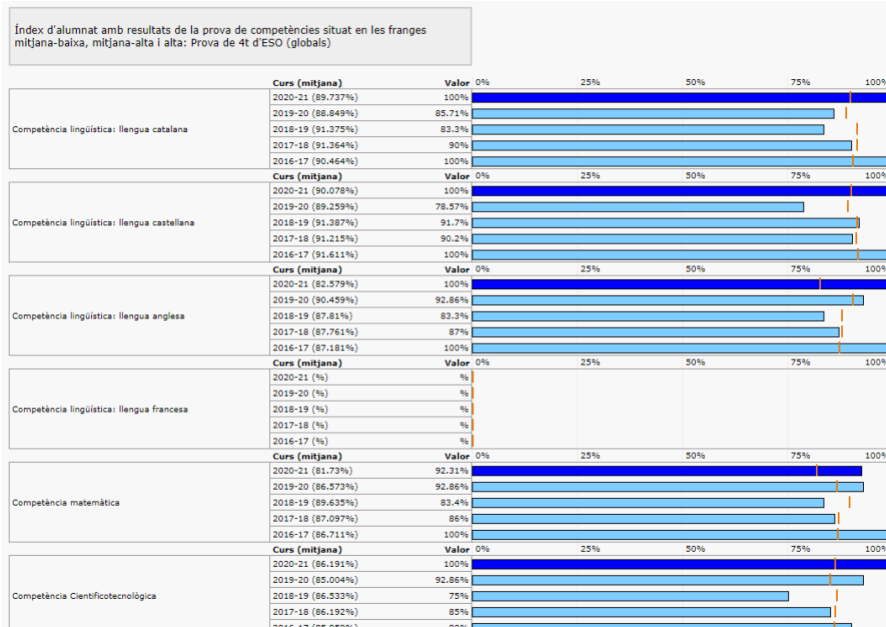 Índex d'alumnat amb resultats de la prova de competències situat en les franges
mitjana-baixa, mitjana-alta i alta: Prova de 4t d'ESO (globals)
Curs (mitjana) Valor 0% 25% 50% 75% 100%
2020-21 (89.737%) 100%
2019-20 (88.849%) 85.71%
Competència lingüística: llengua catalana 2018-19 (91.375%) 83.3%
2017-18 (91.364%) 90%
2016-17 (90.464%) 100%
Curs (mitjana) Valor 0% 25% 50% 75% 100%
2020-21 (90.078%) 100%
2019-20 (89.259%) 78.57%
Competència lingüística: llengua castellana 2018-19 (91.387%) 91.7%
2017-18 (91.215%) 90.2%
2016-17 (91.611%) 100%
Curs (mitjana) Valor 0% 25% 50% 75% 100%
2020-21 (82.579%) 100%
2019-20 (90.459%) 92.86%
Competència lingüística: llengua anglesa 2018-19 (87.81%) 83.3%
2017-18 (87.761%) 87%
2016-17 (87.181%) 100%
Curs (mitjana) Valor 0% 25% 50% 75% 100%
2020-21 (%) %
2019-20 (%) %
Competència lingüística: llengua francesa 2018-19 (%) %
2017-18 (%) %
2016-17 (%) %
Curs (mitjana) Valor 0% 25% 50% 75% 100%
2020-21 (81.73%) 92.31%
2019-20 (86.573%) 92.86%
Competència matemàtica 2018-19 (89.635%) 83.4%
2017-18 (87.097%) 86%
2016-17 (86.711%) 100%
Curs (mitjana) Valor 0% 25% 50% 75% 100%
2020-21 (86.191%) 100%
2019-20 (85.004%) 92.86%
Competència Cientificotecnològica 2018-19 (86.533%) 75%
2017-18 (86.192%) 85%